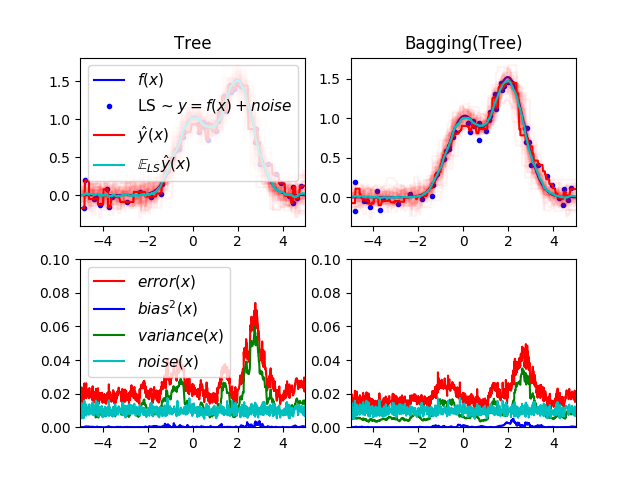 Tree
Bagging(Tree)
1.5
1.0
0.5
0.0
f(x)
LS ~ y = f(x) + noise
ŷ(x)
𝔼_LS ŷ(x)
−4 −2 0 2 4
1.5
1.0
0.5
0.0
−4 −2 0 2 4
0.10
0.08
0.06
0.04
0.02
0.00
error(x)
bias²(x)
variance(x)
noise(x)
−4 −2 0 2 4
0.10
0.08
0.06
0.04
0.02
0.00
−4 −2 0 2 4